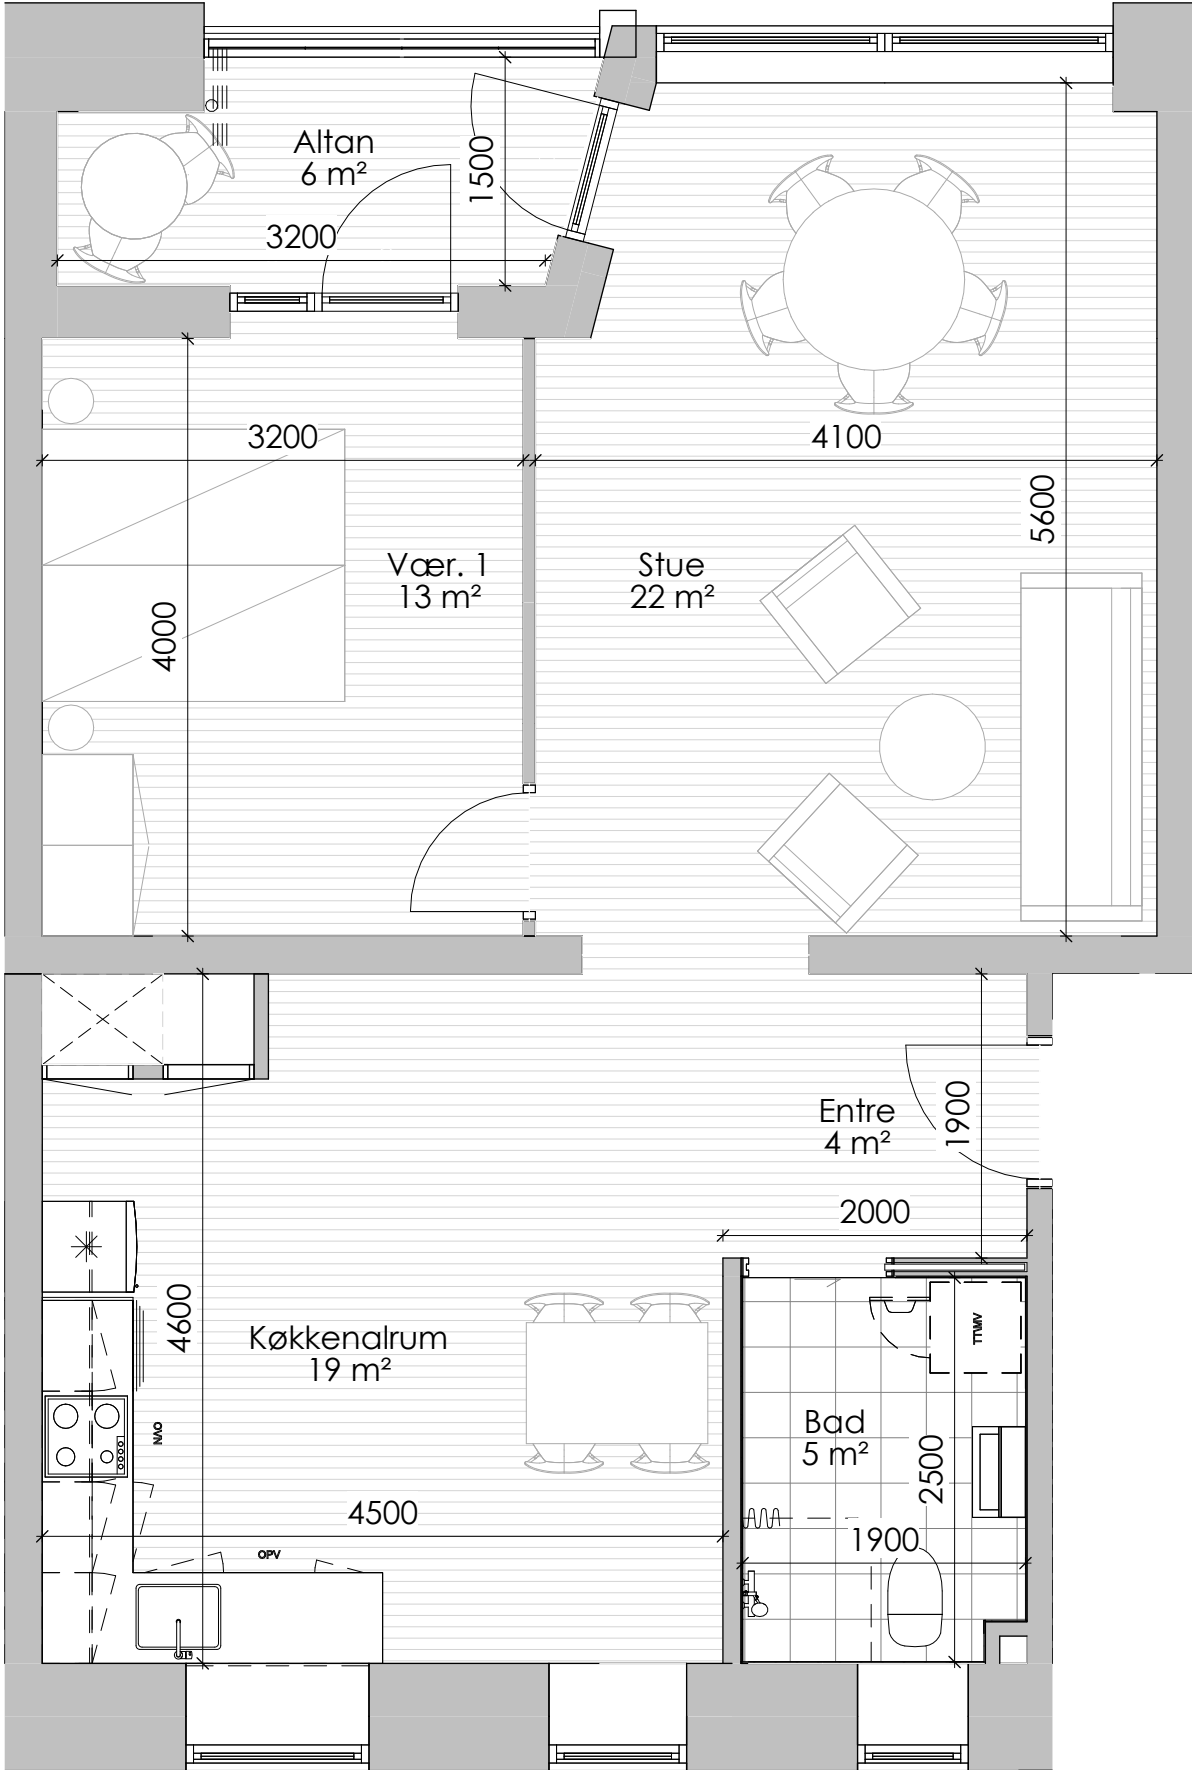 Altan
6 m²
1500
3200
3200
4100
5600
Vær. 1
13 m²
Stue
22 m²
4000
Entre
4 m²
1900
2000
4600
Køkkenalrum
19 m²
TT/VM
Bad
5 m²
OVN
2500
4500
1900
OPV